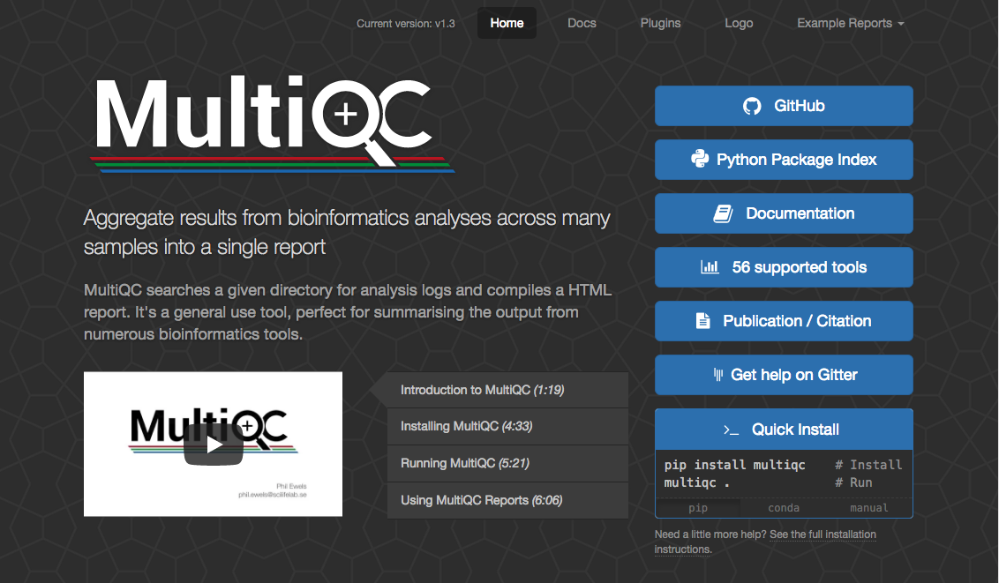 Current version: v1.3
Home
Docs
Plugins
Logo
Example Reports
MultiQC
Aggregate results from bioinformatics analyses across many
samples into a single report
MultiQC searches a given directory for analysis logs and compiles a HTML
report. It's a general use tool, perfect for summarising the output from
numerous bioinformatics tools.
MultiQC
Phil Ewels
phil.ewels@scilifelab.se
Introduction to MultiQC (1:19)
Installing MultiQC (4:33)
Running MultiQC (5:21)
Using MultiQC Reports (6:06)
GitHub
Python Package Index
Documentation
56 supported tools
Publication / Citation
Get help on Gitter
>_ Quick Install
pip install multiqc # Install
multiqc . # Run
pip conda manual
Need a little more help? See the full installation
instructions.